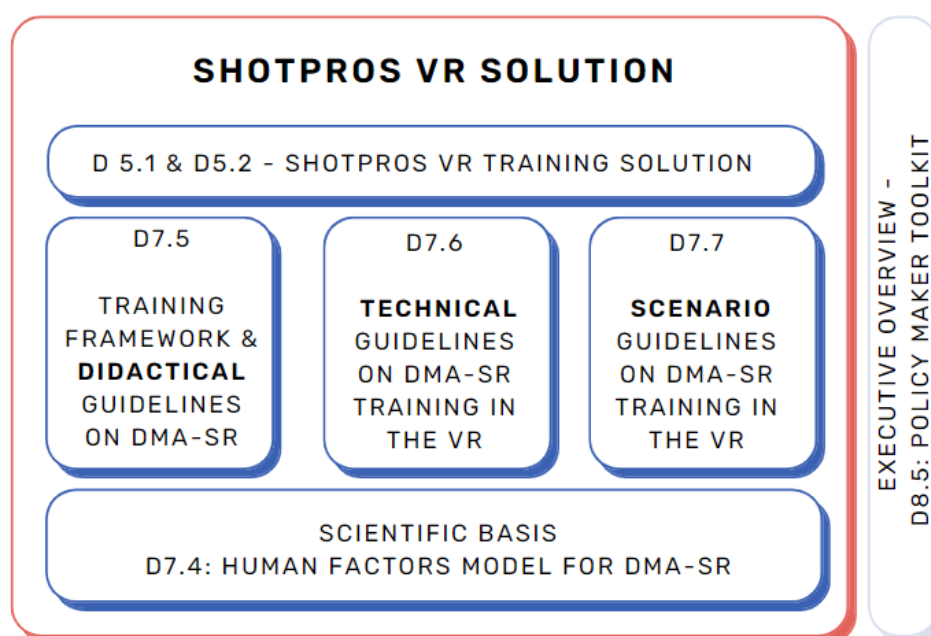 SHOTPROS VR SOLUTION
D 5.1 & D5.2 - SHOTPROS VR TRAINING SOLUTION
D7.5
TRAINING
FRAMEWORK &
DIDACTICAL
GUIDELINES
ON DMA-SR
D7.6
TECHNICAL
GUIDELINES
ON DMA-SR
TRAINING IN
THE VR
D7.7
SCENARIO
GUIDELINES
ON DMA-SR
TRAINING IN
THE VR
SCIENTIFIC BASIS
D7.4: HUMAN FACTORS MODEL FOR DMA-SR
EXECUTIVE OVERVIEW -
D8.5: POLICY MAKER TOOLKIT